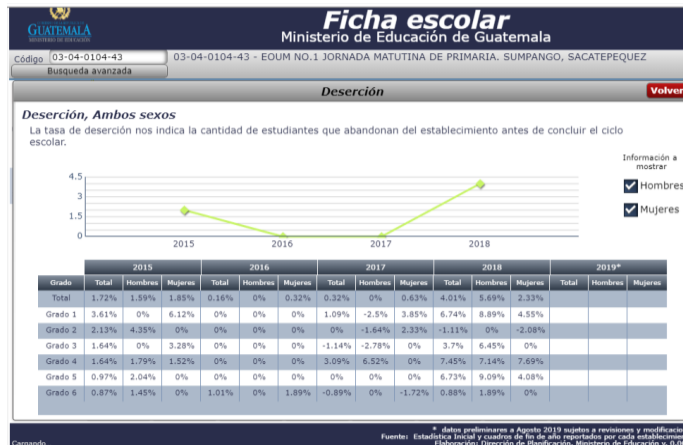 GUATEMALA
MINISTERIO DE EDUCACIÓN
Ficha escolar
Ministerio de Educación de Guatemala
Código 03-04-0104-43 03-04-0104-43 - EOUM NO.1 JORNADA MATUTINA DE PRIMARIA. SUMPANGO, SACATEPEQUEZ
Busqueda avanzada
Deserción Volver
Deserción, Ambos sexos
La tasa de deserción nos indica la cantidad de estudiantes que abandonan del establecimiento antes de concluir el ciclo
escolar.
Información a
mostrar
Hombres
Mujeres
4.5
3
1.5
0
2015 2016 2017 2018
2015 2016 2017 2018 2019*
Grado Total Hombres Mujeres Total Hombres Mujeres Total Hombres Mujeres Total Hombres Mujeres Total Hombres Mujeres
Total 1.72% 1.59% 1.85% 0.16% 0% 0.32% 0.32% 0% 0.63% 4.01% 5.69% 2.33%
Grado 1 3.61% 0% 6.12% 0% 0% 0% 1.09% -2.5% 3.85% 6.74% 8.89% 4.55%
Grado 2 2.13% 4.35% 0% 0% 0% 0% 0% -1.64% 2.33% -1.11% 0% -2.08%
Grado 3 1.64% 0% 3.28% 0% 0% 0% -1.14% -2.78% 0% 3.7% 6.45% 0%
Grado 4 1.64% 1.79% 1.52% 0% 0% 0% 3.09% 6.52% 0% 7.45% 7.14% 7.69%
Grado 5 0.97% 2.04% 0% 0% 0% 0% 0% 0% 0% 6.73% 9.09% 4.08%
Grado 6 0.87% 1.45% 0% 1.01% 0% 1.89% -0.89% 0% -1.72% 0.88% 1.89% 0%
* datos preliminares a Agosto 2019 sujetos a revisiones y modificacio
Fuente: Estadística Inicial y cuadros de fin de año reportados por cada establecimien
Cargando Elaboración: Dirección de Planificación, Ministerio de Educación v. 0.0